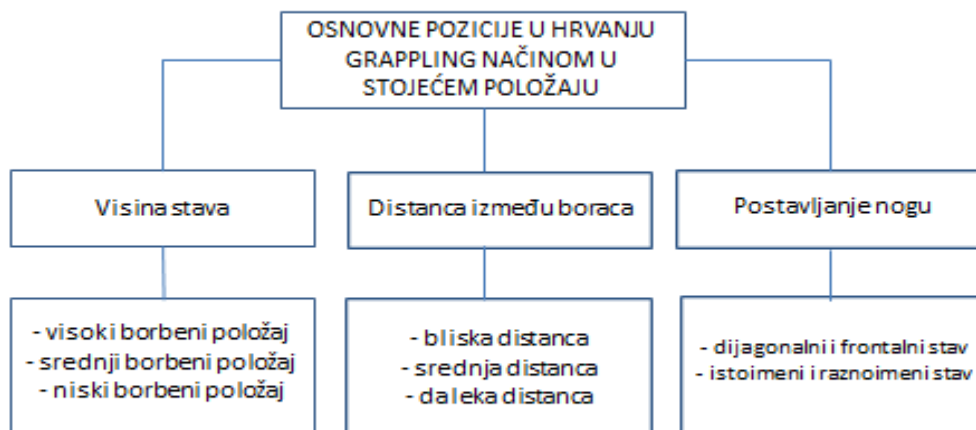 OSNOVNE POZICIJE U HRVANJU
GRAPPLING NAČINOM U
STOJEĆEM POLOŽAJU
Visina stava
Distanca između boraca
Postavljanje nogu
- visoki borbeni položaj
- srednji borbeni položaj
- niski borbeni položaj
- bliska distanca
- srednja distanca
- daleka distanca
- dijagonalni i frontalni stav
- istoimeni i raznoimeni stav